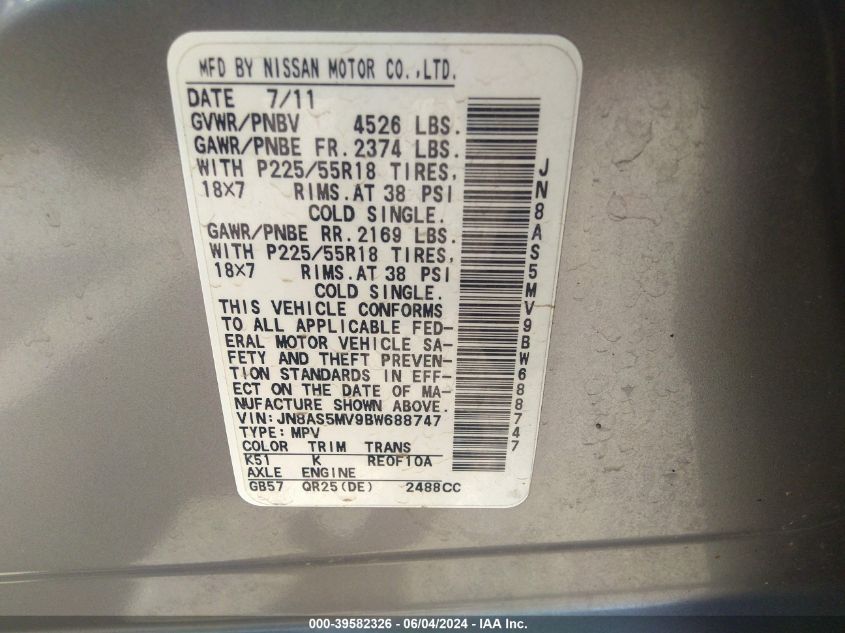 MFD BY NISSAN MOTOR CO.,LTD.
DATE 7/11
GVWR/PNBV 4526 LBS.
GAWR/PNBE FR.2374 LBS.
WITH P225/55R18 TIRES,
18X7 RIMS.AT 38 PSI
COLD SINGLE.
GAWR/PNBE RR.2169 LBS.
WITH P225/55R18 TIRES,
18X7 RIMS.AT 38 PSI
COLD SINGLE.
THIS VEHICLE CONFORMS
TO ALL APPLICABLE FED-
ERAL MOTOR VEHICLE SA-
FETY AND THEFT PREVEN-
TION STANDARDS IN EFF-
ECT ON THE DATE OF MA-
NUFACTURE SHOWN ABOVE.
VIN:JN8AS5MV9BW688747
TYPE: MPV
COLOR TRIM TRANS
K51 K RE0F10A
AXLE ENGINE
GB57 QR25(DE) 2488CC
JN8AS5MV9BW688747
000-39582326 - 06/04/2024 - IAA Inc.